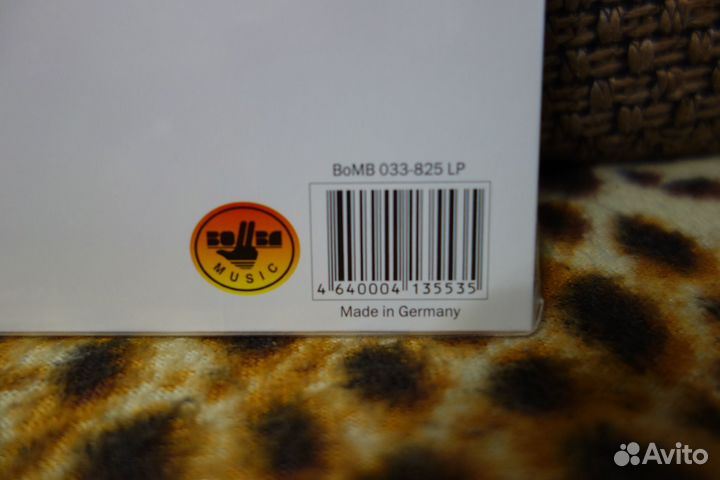 BoMB 033-825 LP
BOMBA
MUSIC
4 640004 135535
Made in Germany
Avito